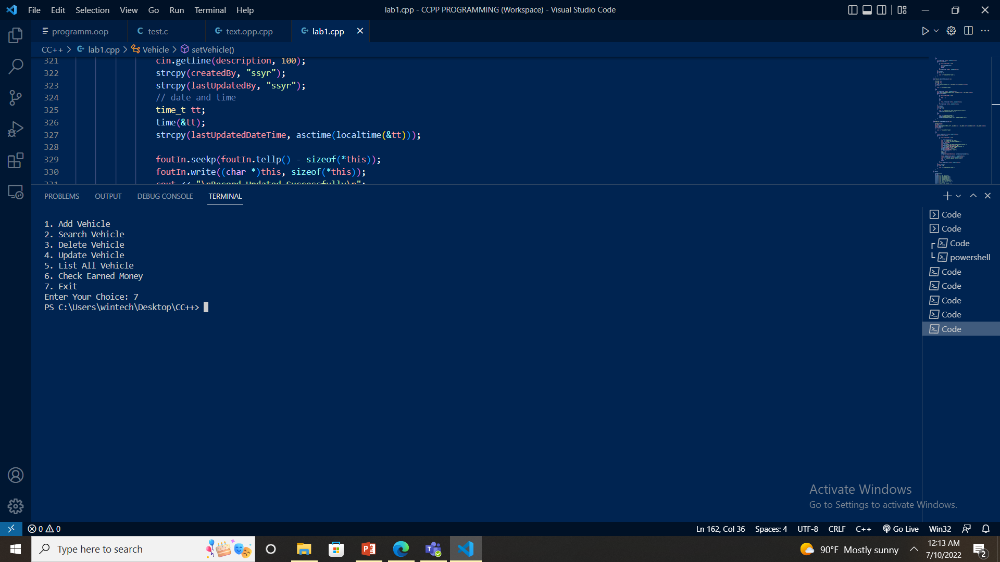 File Edit Selection View Go Run Terminal Help
lab1.cpp - CCPP PROGRAMMING (Workspace) - Visual Studio Code
programm.oop
test.c
text.opp.cpp
lab1.cpp
CC++ > lab1.cpp > Vehicle > setVehicle()
321 cin.getline(description, 100);
322 strcpy(createdBy, "ssyr");
323 strcpy(lastUpdatedBy, "ssyr");
324 // date and time
325 time_t tt;
326 time(&tt);
327 strcpy(lastUpdatedDateTime, asctime(localtime(&tt)));
328
329 foutIn.seekp(foutIn.tellp() - sizeof(*this));
330 foutIn.write((char *)this, sizeof(*this));
331 cout << "\nRecord Updated Successfully\n";
PROBLEMS OUTPUT DEBUG CONSOLE TERMINAL
1. Add Vehicle
2. Search Vehicle
3. Delete Vehicle
4. Update Vehicle
5. List All Vehicle
6. Check Earned Money
7. Exit
Enter Your Choice: 7
PS C:\Users\wintech\Desktop\CC++>
Code
Code
Code
powershell
Code
Code
Code
Code
Code
Activate Windows
Go to Settings to activate Windows.
0 0
Ln 162, Col 36 Spaces: 4 UTF-8 CRLF C++ Go Live Win32
Type here to search
90°F Mostly sunny
12:13 AM
7/10/2022
2